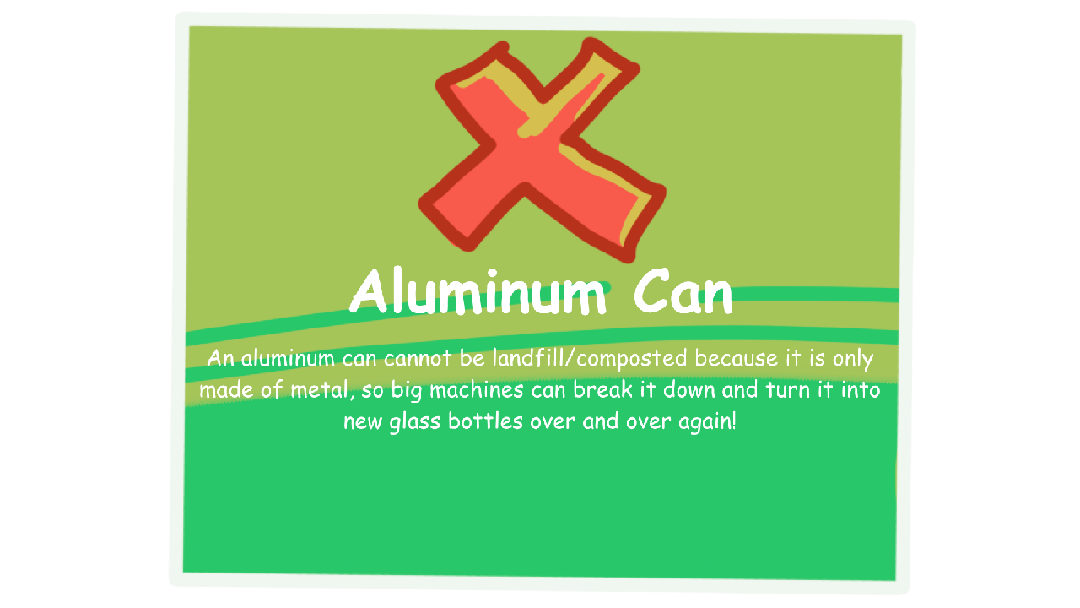 Aluminum Can
An aluminum can cannot be landfill/composted because it is only
made of metal, so big machines can break it down and turn it into
new glass bottles over and over again!